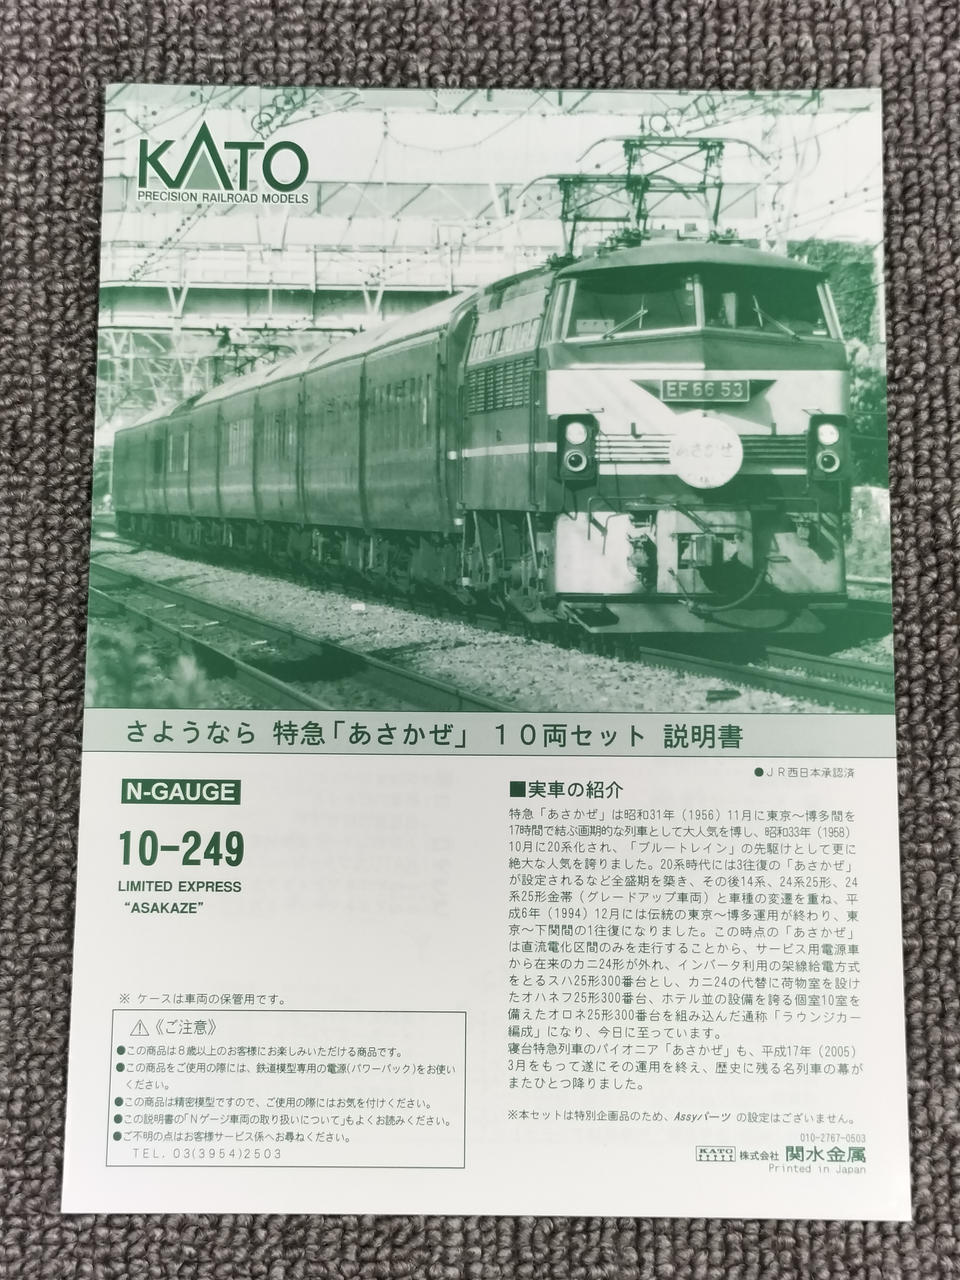 KATO
PRECISION RAILROAD MODELS
EF66 53
あさかぜ
さようなら 特急「あさかぜ」 10両セット 説明書
●JR西日本承認済
N-GAUGE
10-249
LIMITED EXPRESS
"ASAKAZE"
※ ケースは車両の保管用です。
⚠《ご注意》
●この商品は8歳以上のお客様にお楽しみいただける商品です。
●この商品をご使用の際には、鉄道模型専用の電源(パワーパック)をお使い
ください。
●この商品は精密模型ですので、ご使用の際にはお気を付けください。
●この説明書の「Nゲージ車両の取り扱いについて」もよくお読みください。
●ご不明の点はお客様サービス係へお尋ねください。
TEL. 03(3954)2503
■実車の紹介
特急「あさかぜ」は昭和31年（1956）11月に東京〜博多間を
17時間で結ぶ画期的な列車として大人気を博し、昭和33年（1958）
10月に20系化され、「ブルートレイン」の先駆けとして更に
絶大な人気を誇りました。20系時代には3往復の「あさかぜ」
が設定されるなど全盛期を築き、その後14系、24系25形、24
系25形金帯（グレードアップ車両）と車種の変遷を重ね、平
成6年（1994）12月には伝統の東京〜博多運用が終わり、東
京〜下関間の1往復になりました。この時点の「あさかぜ」
は直流電化区間のみを走行することから、サービス用電源車
から在来のカニ24形が外れ、インバータ利用の架線給電方式
をとるスハ25形300番台とし、カニ24の代替に荷物室を設け
たオハネフ25形300番台、ホテル並の設備を誇る個室10室を
備えたオロネ25形300番台を組み込んだ通称「ラウンジカー
編成」になり、今日に至っています。
寝台特急列車のパイオニア「あさかぜ」も、平成17年（2005）
3月をもって遂にその運用を終え、歴史に残る名列車の幕が
またひとつ降りました。
※本セットは特別企画品のため、Assyパーツ の設定はございません。
010-2767-0503
KATO 株式会社 関水金属
Printed in Japan